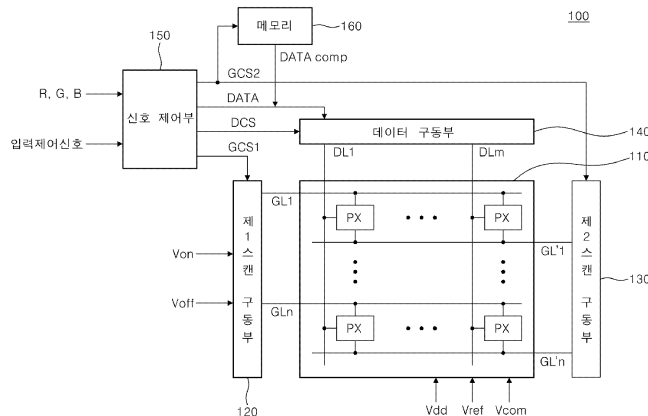 100
메모리
160
150
DATA comp
GCS2
R, G, B
신호 제어부
DATA
입력제어신호
DCS
데이터 구동부
140
GCS1
DL1
DLm
110
GL1
PX
PX
GL'1
제1스캔 구동부
제2스캔 구동부
Von
130
Voff
GLn
PX
PX
GL'n
120
Vdd
Vref
Vcom